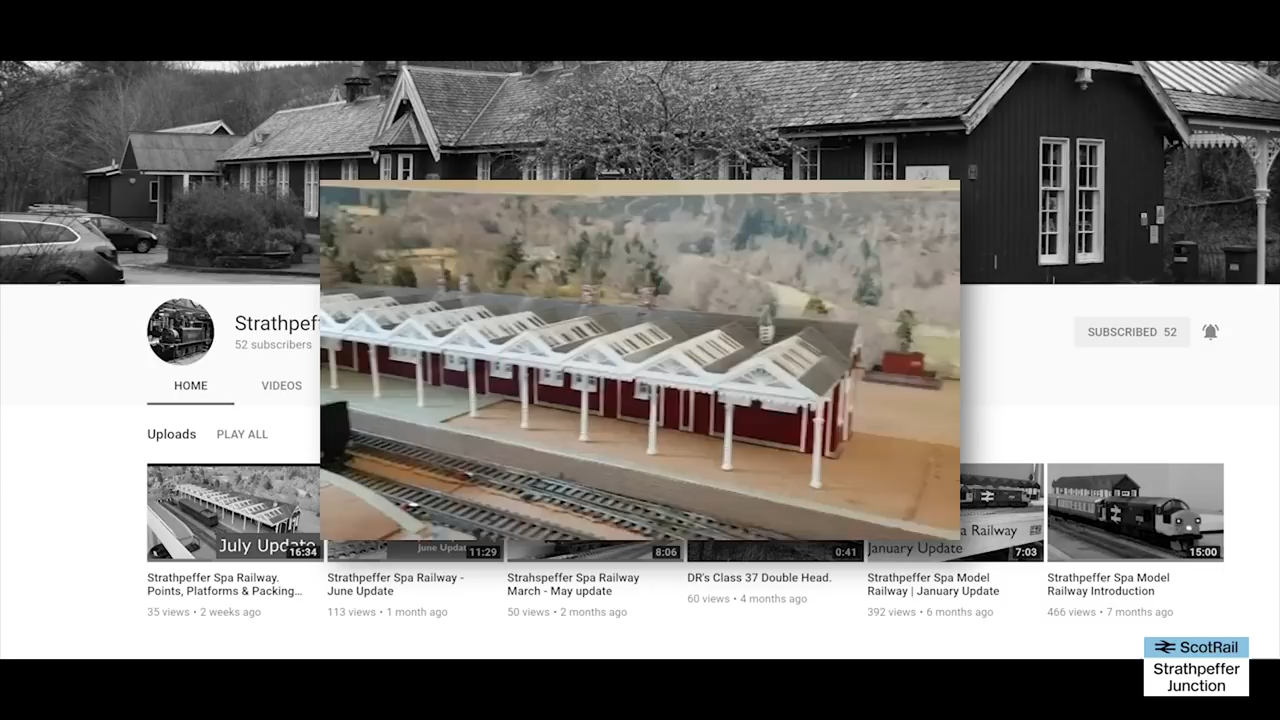 Strathpeff
52 subscribers
SUBSCRIBED 52
HOME
VIDEOS
Uploads
PLAY ALL
July Update
16:34
June Updat
11:29
8:06
0:41
a Railway
January Update
7:03
15:00
Strathpeffer Spa Railway.
Points, Platforms & Packing...
35 views • 2 weeks ago
Strathpeffer Spa Railway -
June Update
113 views • 1 month ago
Strahspeffer Spa Railway
March - May update
50 views • 2 months ago
DR's Class 37 Double Head.
60 views • 4 months ago
Strathpeffer Spa Model
Railway | January Update
392 views • 6 months ago
Strathpeffer Spa Model
Railway Introduction
466 views • 7 months ago
ScotRail
Strathpeffer
Junction